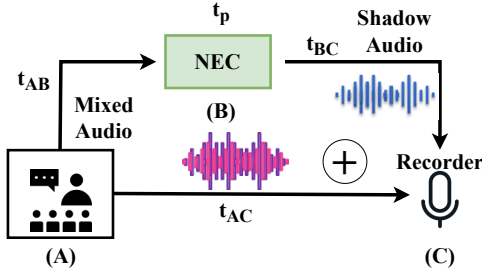 t_p
Shadow
Audio
t_AB
NEC
t_BC
Mixed
Audio
(B)
Recorder
t_AC
(A)
(C)